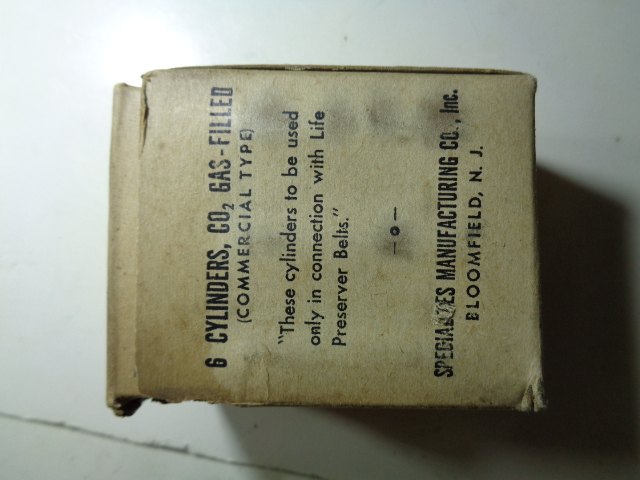 6 CYLINDERS, CO₂ GAS-FILLED
(COMMERCIAL TYPE)
"These cylinders to be used
only in connection with Life
Preserver Belts."
SPECIALTIES MANUFACTURING CO., Inc.
BLOOMFIELD, N. J.